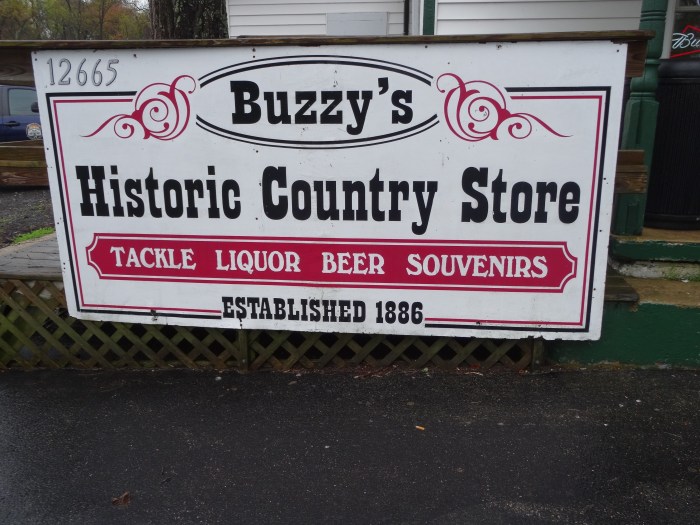 12665
Buzzy's
Historic Country Store
TACKLE LIQUOR BEER SOUVENIRS
ESTABLISHED 1886